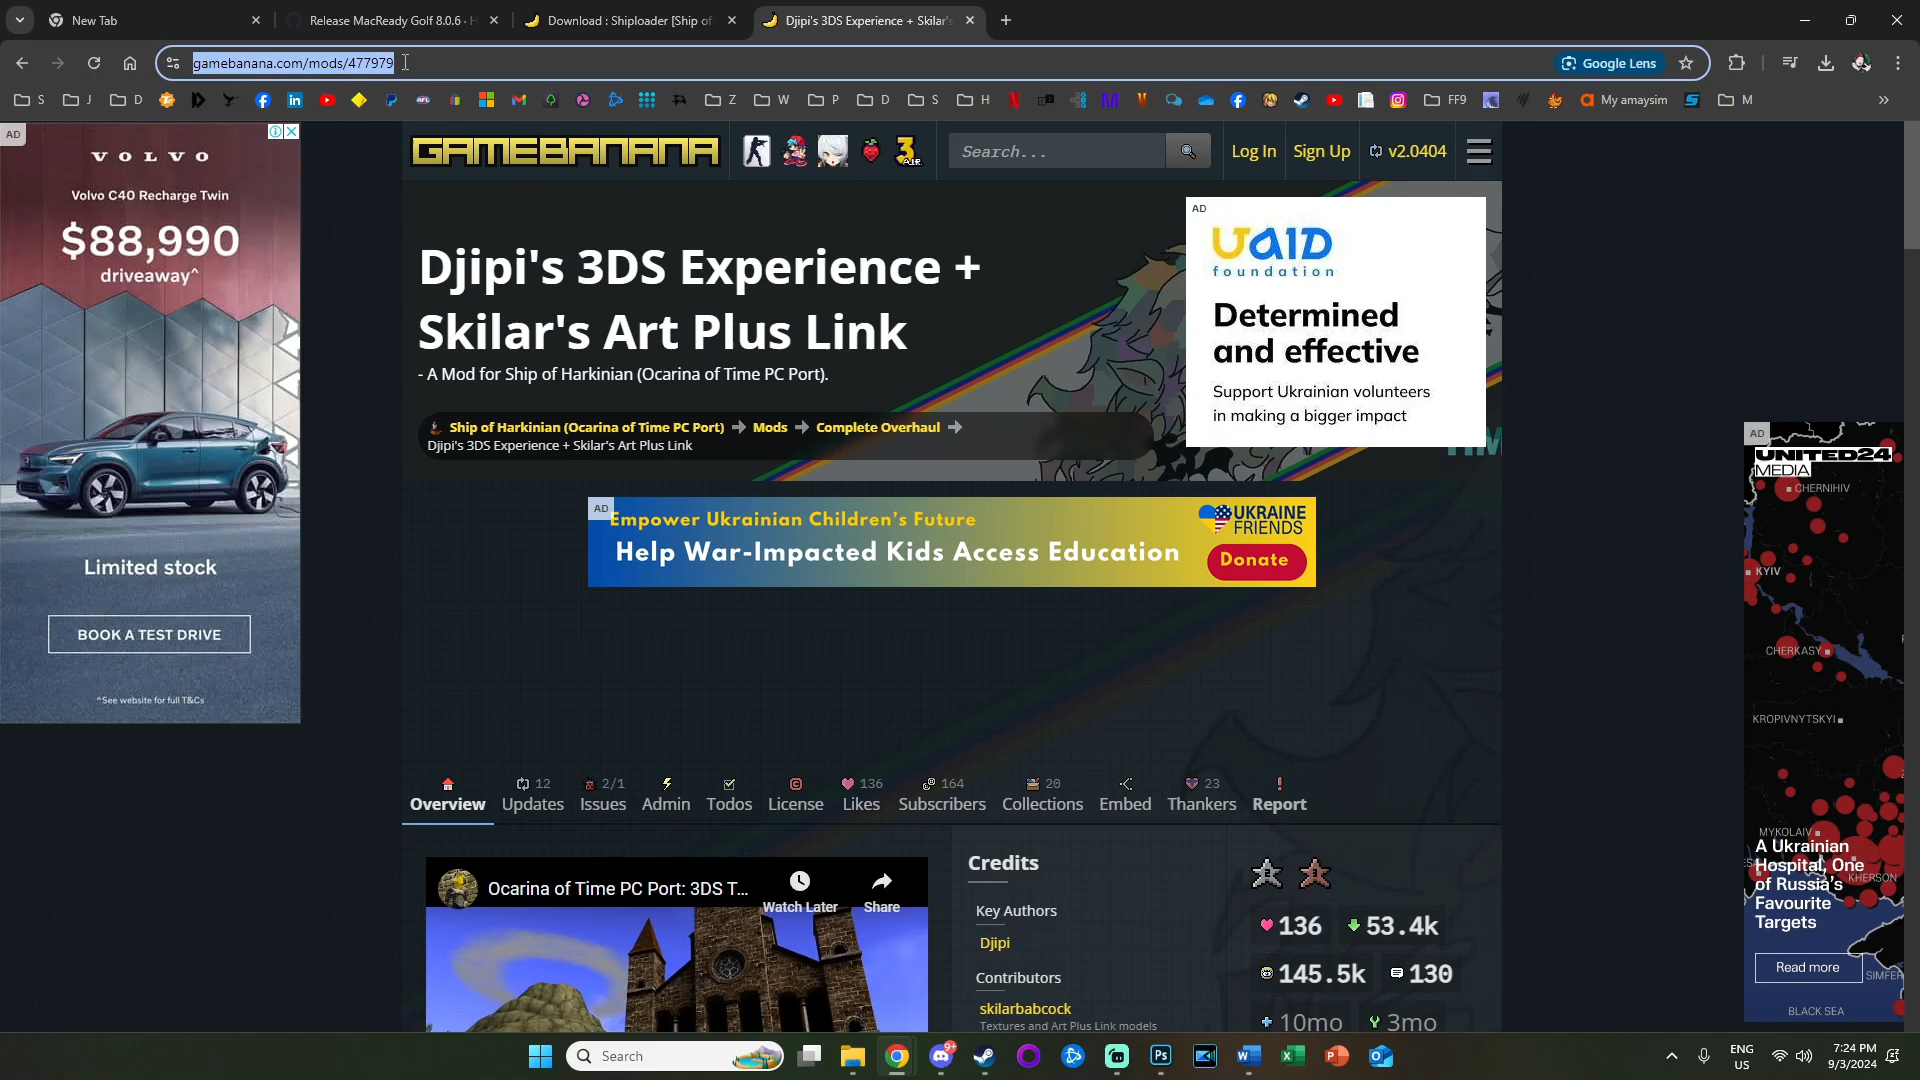 New Tab
Release MacReady Golf 8.0.6 · H
Download : Shiploader [Ship of
Djipi's 3DS Experience + Skilar's
gamebanana.com/mods/477979
Google Lens
S
J
D
Z
W
P
D
S
H
FF9
My amaysim
M
AD
VOLVO
Volvo C40 Recharge Twin
$88,990
driveaway^
Limited stock
BOOK A TEST DRIVE
^See website for full T&Cs
GAMEBANANA
3
A.I.R.
Search...
Log In
Sign Up
v2.0404
Djipi's 3DS Experience +
Skilar's Art Plus Link
- A Mod for Ship of Harkinian (Ocarina of Time PC Port).
Ship of Harkinian (Ocarina of Time PC Port)
Mods
Complete Overhaul
Djipi's 3DS Experience + Skilar's Art Plus Link
AD
UAID
foundation
Determined
and effective
Support Ukrainian volunteers
in making a bigger impact
AD
Empower Ukrainian Children's Future
Help War-Impacted Kids Access Education
UKRAINE
FRIENDS
Donate
12
2/1
136
164
20
23
Overview
Updates
Issues
Admin
Todos
License
Likes
Subscribers
Collections
Embed
Thankers
Report
Ocarina of Time PC Port: 3DS T...
Watch Later
Share
Credits
Key Authors
Djipi
Contributors
skilarbabcock
Textures and Art Plus Link models
136
53.4k
145.5k
130
10mo
3mo
AD
UNITED24
MEDIA
CHERNIHIV
KYIV
CHERKASY
KROPIVNYTSKYI
MYKOLAIV
KHERSON
A Ukrainian
Hospital, One
of Russia's
Favourite
Targets
Read more
SIMFER
BLACK SEA
Search
9+
ENG
US
7:24 PM
9/3/2024